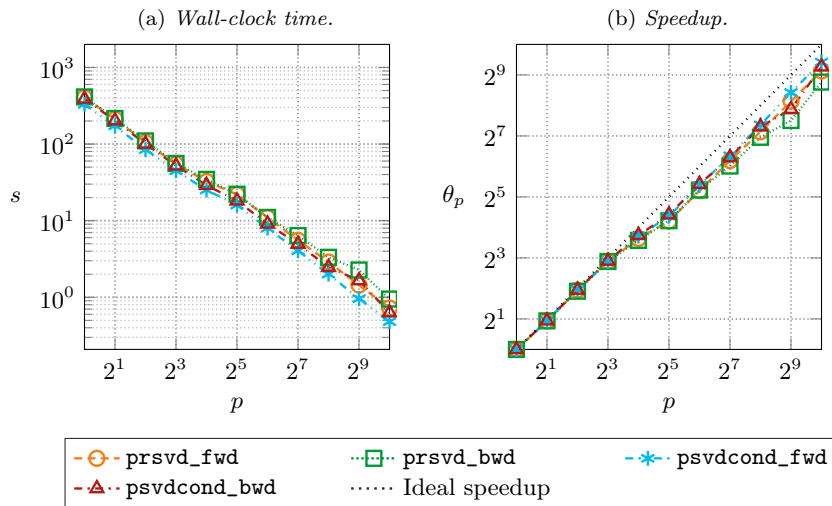 (a) Wall-clock time.
(b) Speedup.
10^3
10^2
10^1
10^0
s
2^1 2^3 2^5 2^7 2^9
p
2^9
2^7
2^5
2^3
2^1
θ_p
2^1 2^3 2^5 2^7 2^9
p
prsvd_fwd prsvd_bwd psvdcond_fwd
psvdcond_bwd Ideal speedup